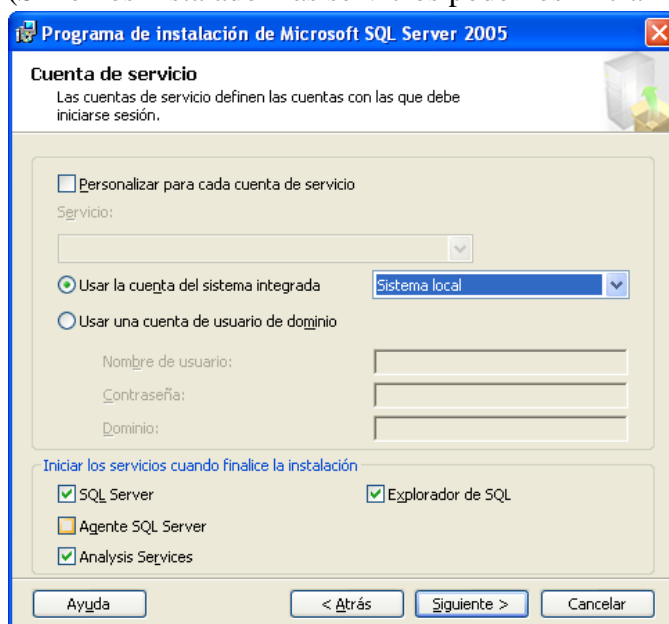 Programa de instalación de Microsoft SQL Server 2005
Cuenta de servicio
Las cuentas de servicio definen las cuentas con las que debe
iniciarse sesión.
Personalizar para cada cuenta de servicio
Servicio:
Usar la cuenta del sistema integrada
Sistema local
Usar una cuenta de usuario de dominio
Nombre de usuario:
Contraseña:
Dominio:
Iniciar los servicios cuando finalice la instalación
SQL Server
Explorador de SQL
Agente SQL Server
Analysis Services
Ayuda
< Atrás
Siguiente >
Cancelar